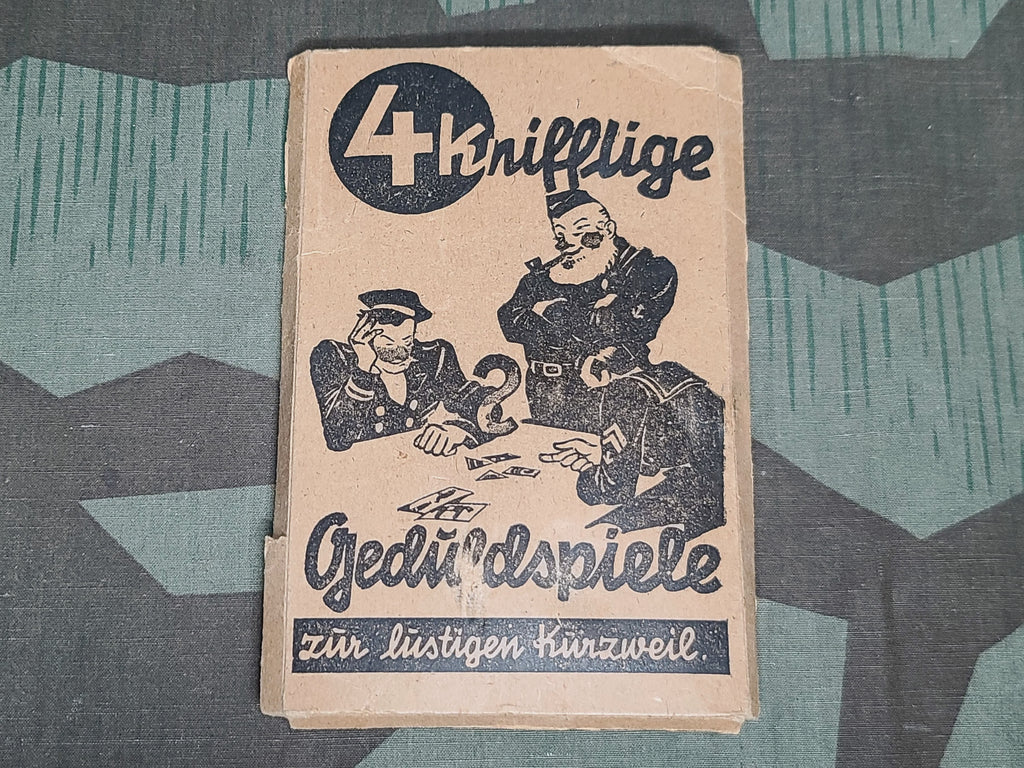 4 Knifflige
Geduldspiele
zur lustigen Kurzweil.